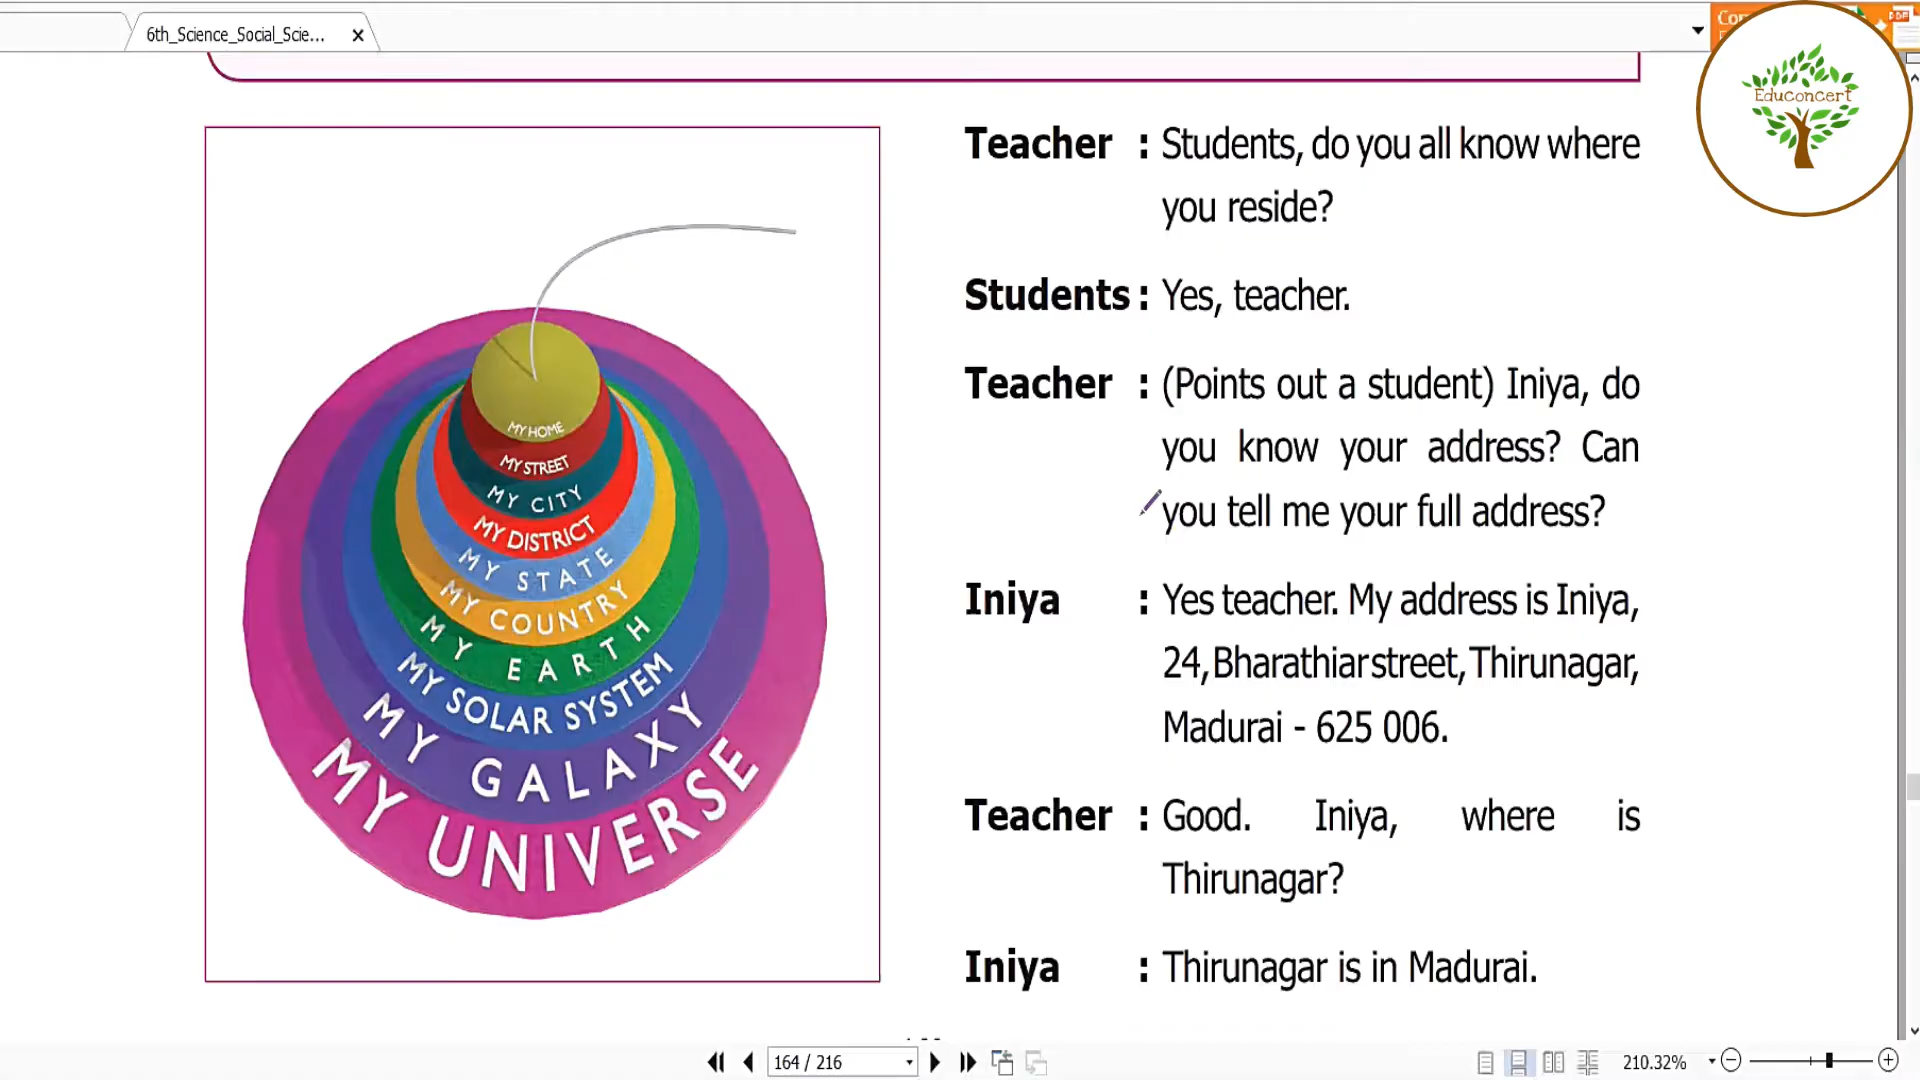 6th_Science_Social_Scie...
Educoncert
MY HOME
MY STREET
MY CITY
MY DISTRICT
MY STATE
MY COUNTRY
MY EARTH
MY SOLAR SYSTEM
MY GALAXY
MY UNIVERSE
Teacher : Students, do you all know where
you reside?
Students : Yes, teacher.
Teacher : (Points out a student) Iniya, do
you know your address? Can
you tell me your full address?
Iniya : Yes teacher. My address is Iniya,
24, Bharathiar street, Thirunagar,
Madurai - 625 006.
Teacher : Good. Iniya, where is
Thirunagar?
Iniya : Thirunagar is in Madurai.
164 / 216
210.32%